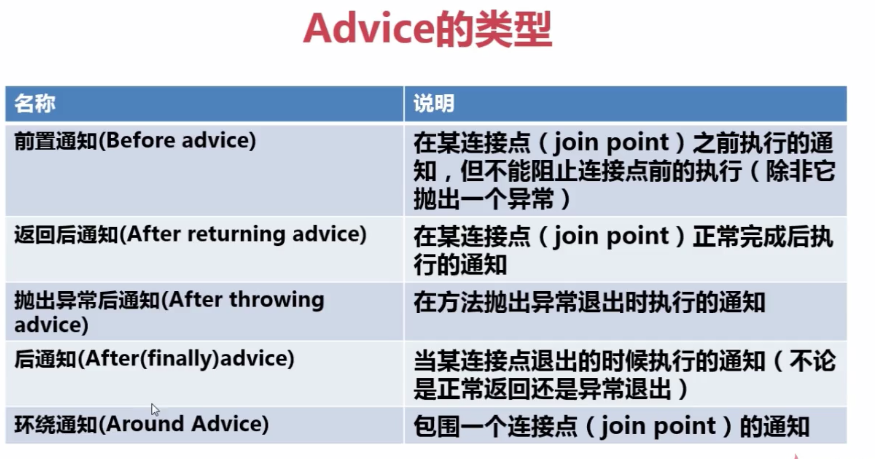 Advice的类型
名称
说明
前置通知(Before advice)
在某连接点（join point）之前执行的通
知，但不能阻止连接点前的执行（除非它
抛出一个异常）
返回后通知(After returning advice)
在某连接点（join point）正常完成后执
行的通知
抛出异常后通知(After throwing
advice)
在方法抛出异常退出时执行的通知
后通知(After(finally)advice)
当某连接点退出的时候执行的通知（不论
是正常返回还是异常退出）
环绕通知(Around Advice)
包围一个连接点（join point）的通知